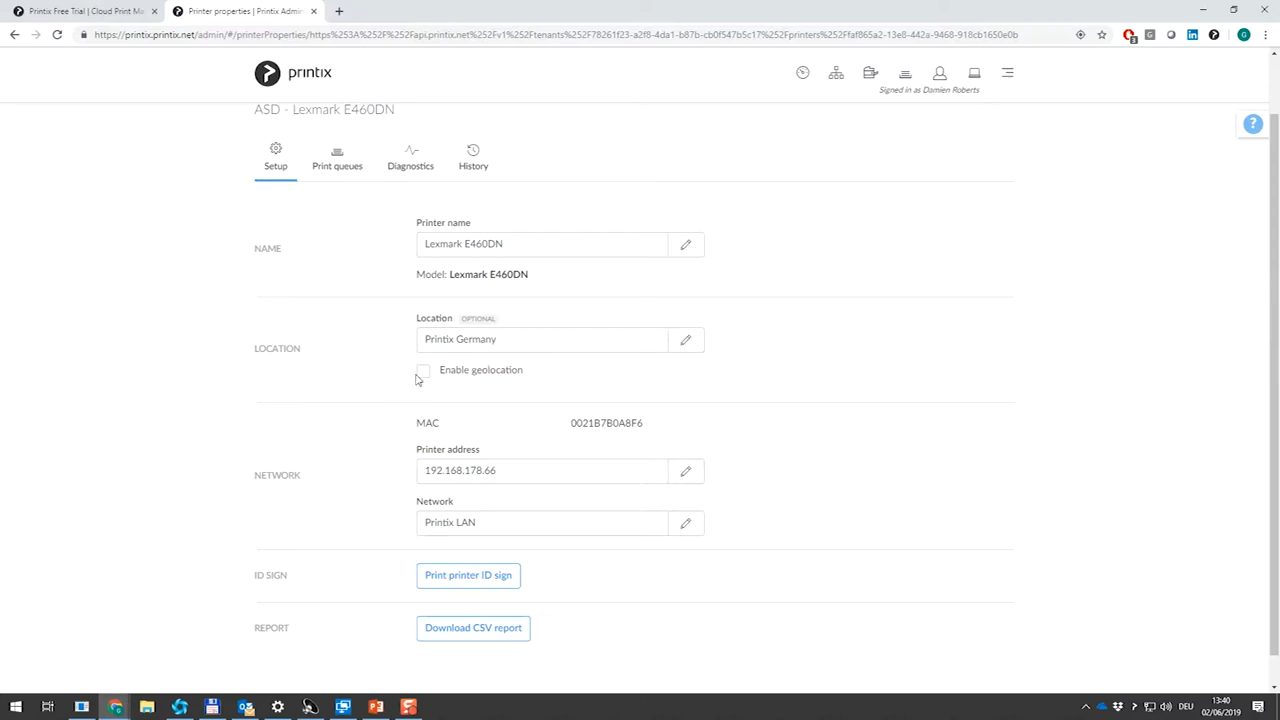 Printix Free Trial | Cloud Print Ma
Printer properties | Printix Admin
https://printix.printix.net/admin/#/printerProperties/https%253A%252F%252Fapi.printix.net%252Fv1%252Ftenants%252F78261f23-a2f8-4da1-b87b-cb0f547b5c17%252Fprinters%252Ffaf865a2-13e8-442a-9468-918cb1650e0b
3
G
printix
Signed in as Damien Roberts
ASD - Lexmark E460DN
?
Setup
Print queues
Diagnostics
History
Printer name
NAME
Lexmark E460DN
Model: Lexmark E460DN
Location OPTIONAL
LOCATION
Printix Germany
Enable geolocation
MAC 0021B7B0A8F6
Printer address
NETWORK
192.168.178.66
Network
Printix LAN
ID SIGN
Print printer ID sign
REPORT
Download CSV report
DEU
13:40
02/06/2019